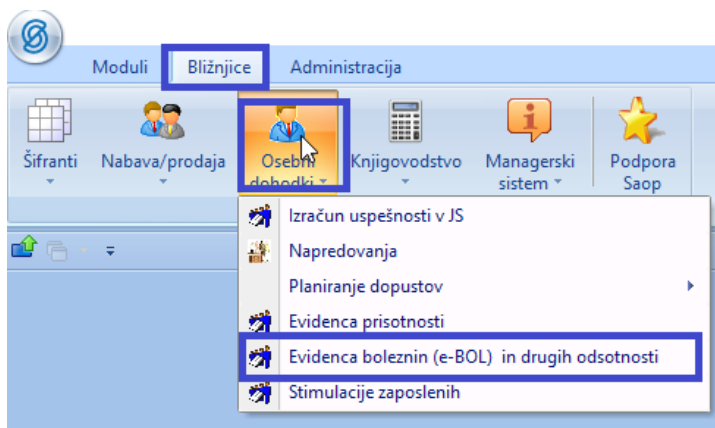 Moduli Bližnjice Administracija
Šifranti Nabava/prodaja Osebni Knjigovodstvo Managerski Podpora
dohodki sistem Saop
Izračun uspešnosti v JS
Napredovanja
Planiranje dopustov
Evidenca prisotnosti
Evidenca boleznin (e-BOL) in drugih odsotnosti
Stimulacije zaposlenih